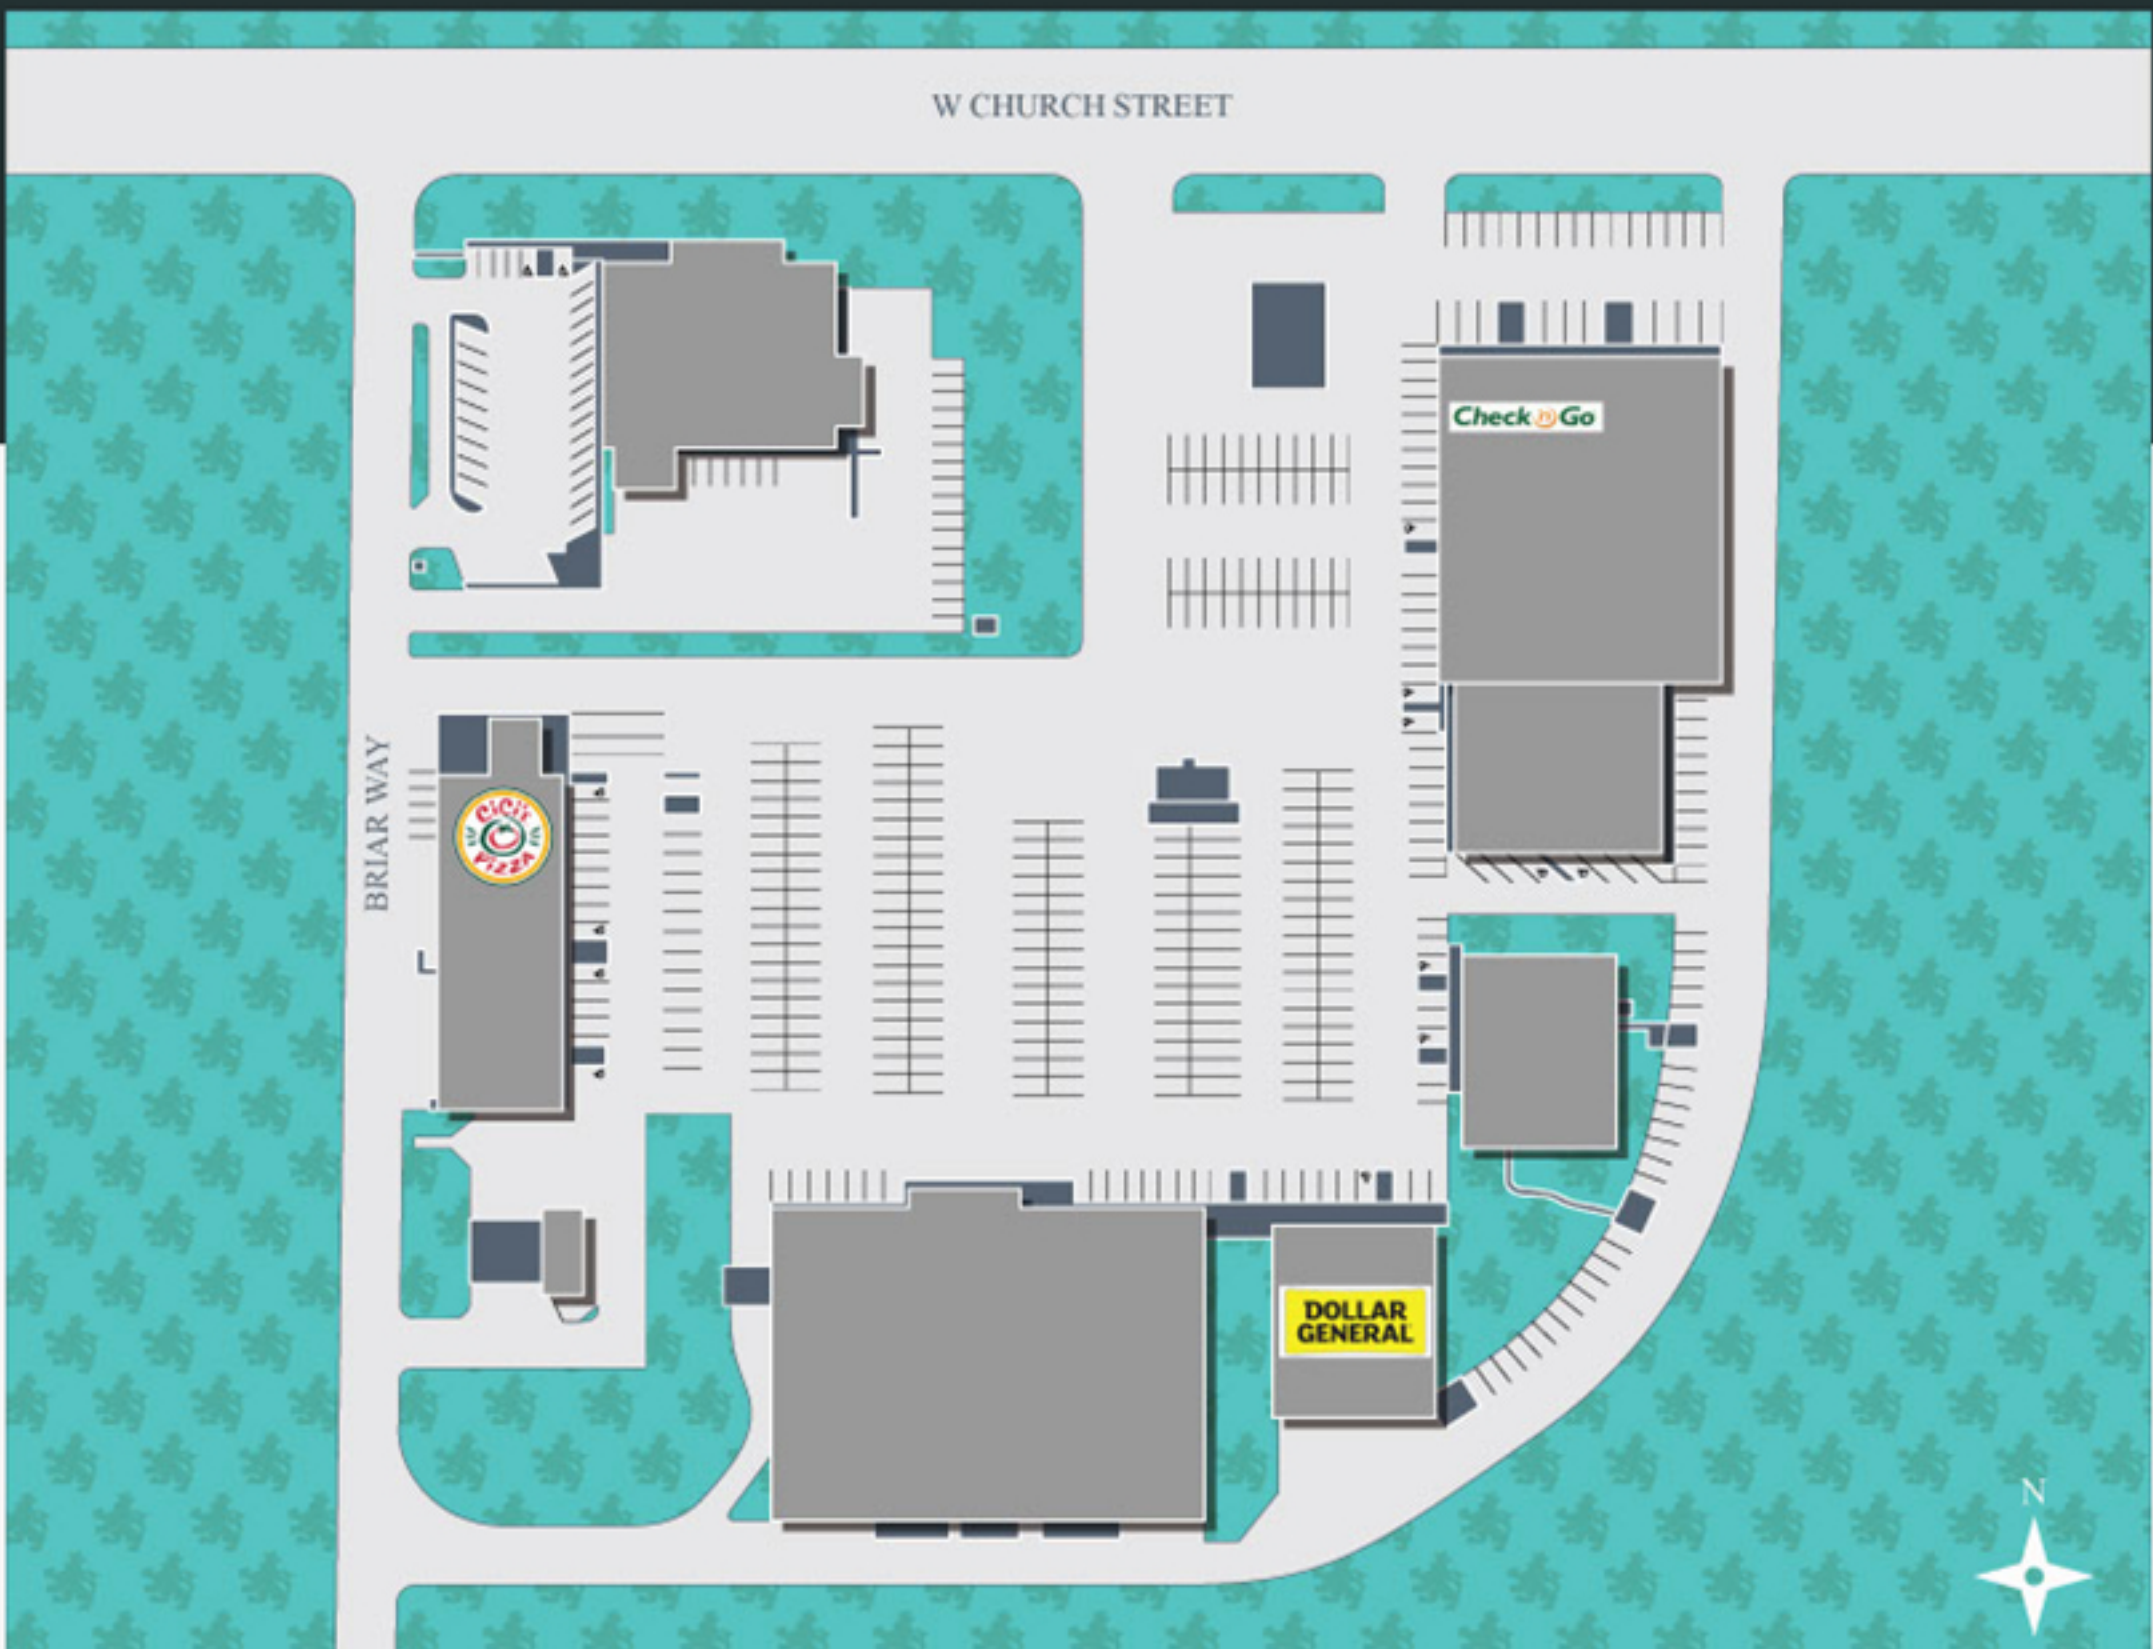 W CHURCH STREET
Check n Go
BRIAR WAY
CiCi's
PIZZA
DOLLAR
GENERAL
N